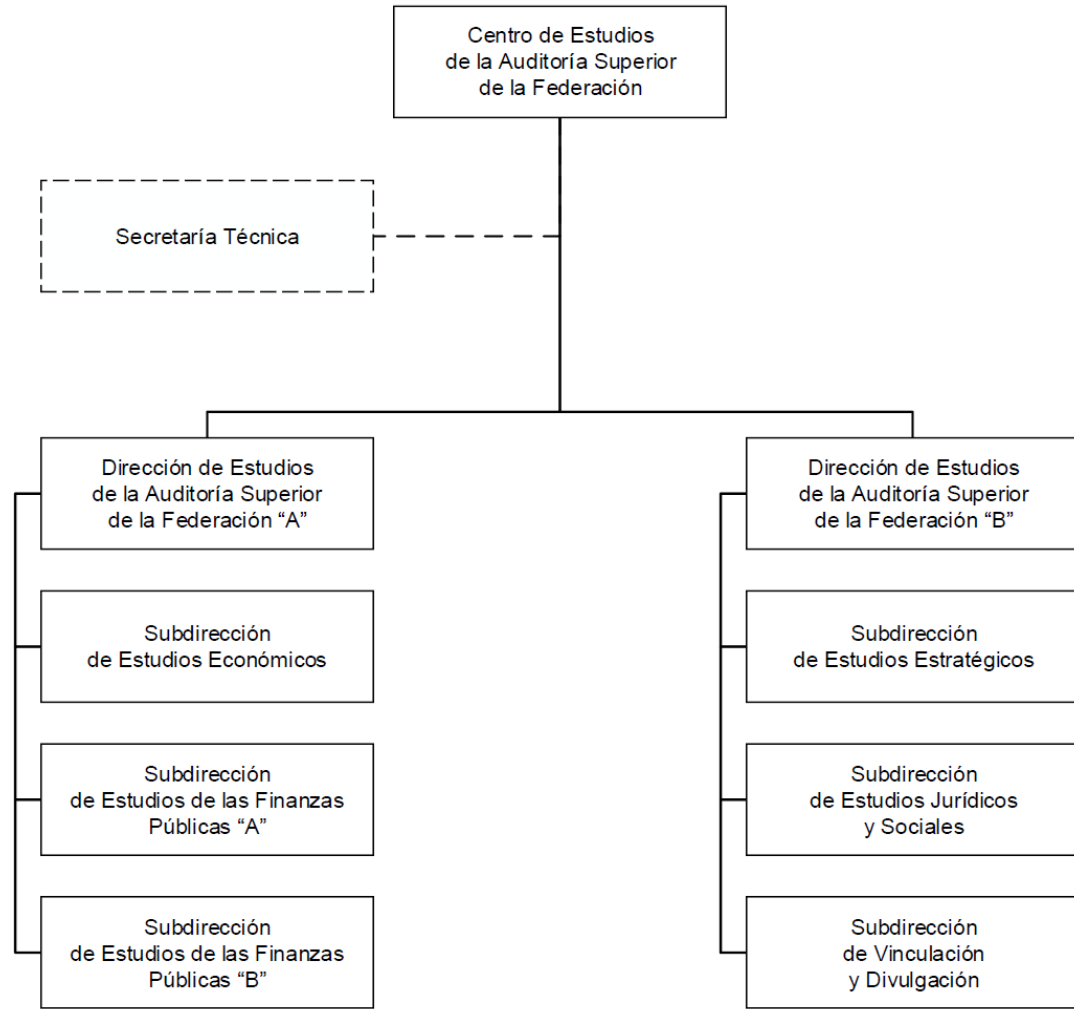 Centro de Estudios
de la Auditoría Superior
de la Federación
Secretaría Técnica
Dirección de Estudios
de la Auditoría Superior
de la Federación “A”
Subdirección
de Estudios Económicos
Subdirección
de Estudios de las Finanzas
Públicas “A”
Subdirección
de Estudios de las Finanzas
Públicas “B”
Dirección de Estudios
de la Auditoría Superior
de la Federación “B”
Subdirección
de Estudios Estratégicos
Subdirección
de Estudios Jurídicos
y Sociales
Subdirección
de Vinculación
y Divulgación